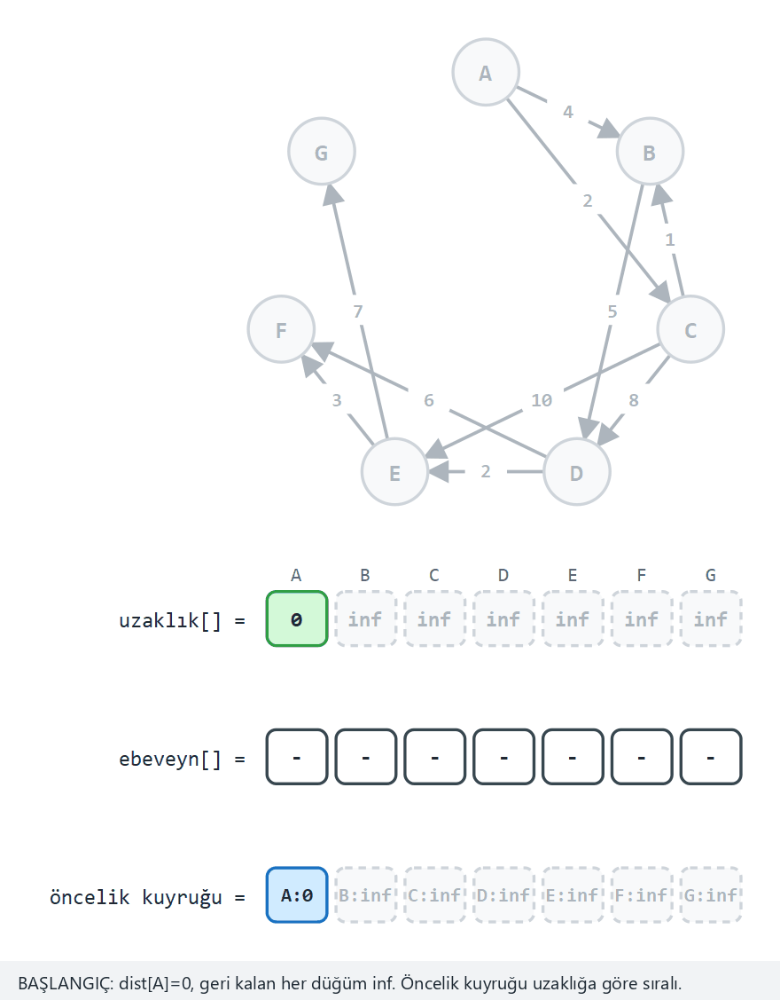 A
4
G
B
2
1
7
5
F
C
3
6
10
8
E
2
D
A B C D E F G
uzaklık[] = 0 inf inf inf inf inf inf
ebeveyn[] = - - - - - - -
öncelik kuyruğu = A:0 B:inf C:inf D:inf E:inf F:inf G:inf
BAŞLANGIÇ: dist[A]=0, geri kalan her düğüm inf. Öncelik kuyruğu uzaklığa göre sıralı.